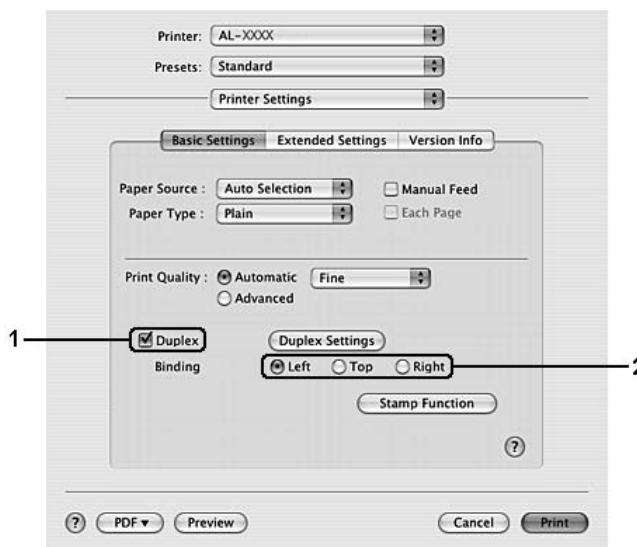 Printer: AL-XXXX
Presets: Standard
Printer Settings
Basic Settings Extended Settings Version Info
Paper Source : Auto Selection Manual Feed
Paper Type : Plain Each Page
Print Quality : Automatic Fine
Advanced
1 Duplex Duplex Settings
Binding Left Top Right 2
Stamp Function
?
? PDF ▼ Preview Cancel Print